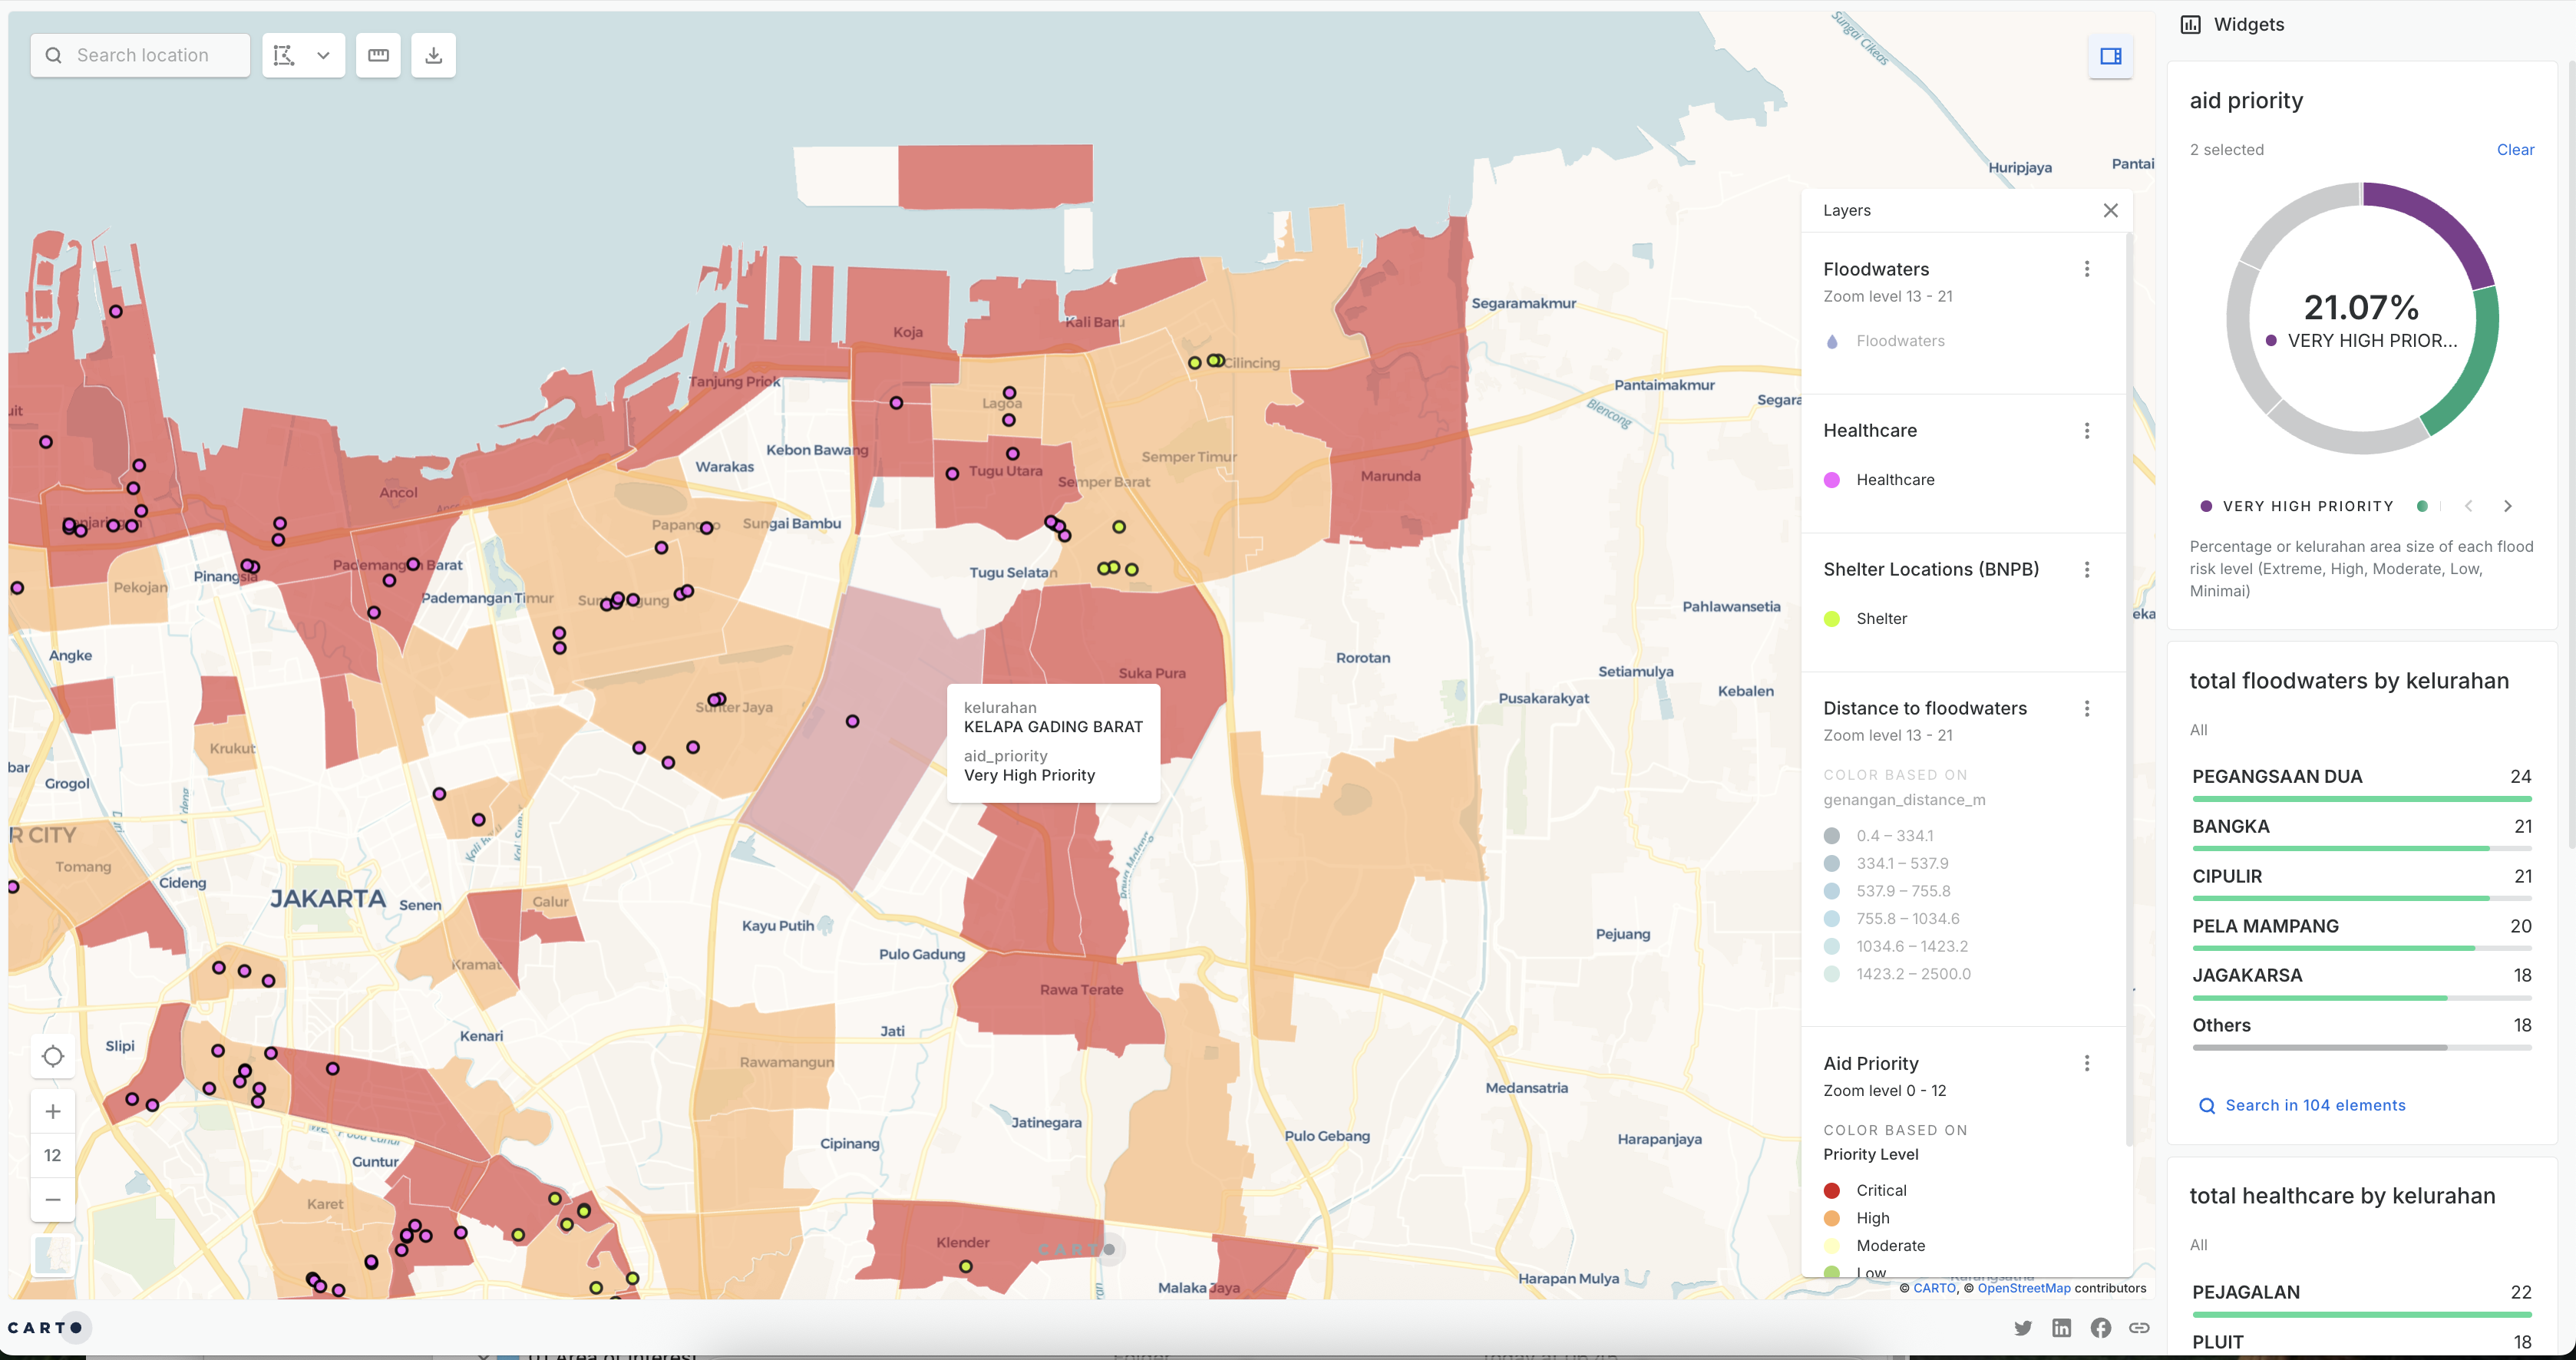 Search location
Sungai Cikeas
Huripjaya
Pantai
Segaramakmur
Pantaimakmur
Segara
Blencong
Koja
Kali Baru
Tanjung Priok
Cilincing
Lagoa
Kebon Bawang
Warakas
Tugu Utara
Semper Timur
Semper Barat
Marunda
Ancol
Papanggo
Sungai Bambu
Tugu Selatan
Pademangan Barat
Pinangsia
Pekojan
Pademangan Timur
Pahlawansetia
Angke
Rorotan
Setiamulya
Suka Pura
Kebalen
Pusakarakyat
Sunter Jaya
kelurahan
KELAPA GADING BARAT
aid_priority
Very High Priority
Krukut
Grogol
R CITY
Tomang
Cideng
JAKARTA
Senen
Galur
Kayu Putih
Pejuang
Pulo Gadung
Kramat
Rawa Terate
Jati
Kenari
Slipi
Rawamangun
Medansatria
Jatinegara
Cipinang
Pulo Gebang
Harapanjaya
Guntur
Karet
Klender
CARTO
Malaka Jaya
Harapan Mulya
12
© CARTO, © OpenStreetMap contributors
CARTO
Layers
Floodwaters
Zoom level 13 - 21
Floodwaters
Healthcare
Healthcare
Shelter Locations (BNPB)
Shelter
Distance to floodwaters
Zoom level 13 - 21
COLOR BASED ON
genangan_distance_m
0.4 – 334.1
334.1 – 537.9
537.9 – 755.8
755.8 – 1034.6
1034.6 – 1423.2
1423.2 – 2500.0
Aid Priority
Zoom level 0 - 12
COLOR BASED ON
Priority Level
Critical
High
Moderate
Low
Widgets
aid priority
2 selected
Clear
21.07%
VERY HIGH PRIOR...
VERY HIGH PRIORITY
Percentage or kelurahan area size of each flood
risk level (Extreme, High, Moderate, Low,
Minimai)
total floodwaters by kelurahan
All
PEGANGSAAN DUA 24
BANGKA 21
CIPULIR 21
PELA MAMPANG 20
JAGAKARSA 18
Others 18
Search in 104 elements
total healthcare by kelurahan
All
PEJAGALAN 22
PLUIT 18